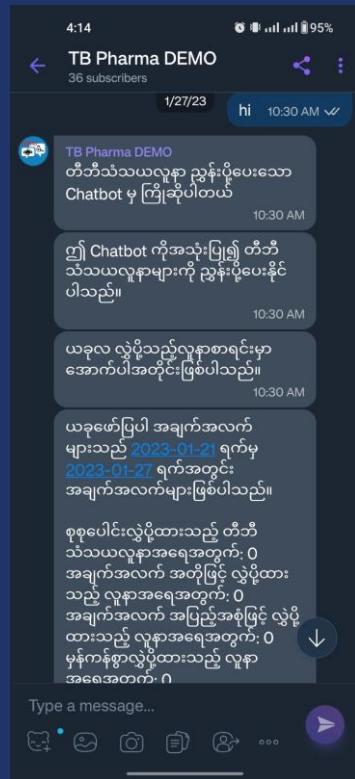 4:14
95%
TB Pharma DEMO
36 subscribers
1/27/23
hi 10:30 AM
TB Pharma DEMO
တီဘီသံသယလူနာ ညွှန်းပို့ပေးသော
Chatbot မှ ကြိုဆိုပါတယ်
10:30 AM
ဤ Chatbot ကိုအသုံးပြု၍ တီဘီ
သံသယလူနာများကို ညွှန်းပို့ပေးနိုင်
ပါသည်။
10:30 AM
ယခုလ လွှဲပို့သည့်လူနာစာရင်းမှာ
အောက်ပါအတိုင်းဖြစ်ပါသည်။
10:30 AM
ယခုဖော်ပြပါ အချက်အလက်
များသည် 2023-01-21 ရက်မှ
2023-01-27 ရက်အတွင်း
အချက်အလက်များဖြစ်ပါသည်။
စုစုပေါင်းလွှဲပို့ထားသည့် တီဘီ
သံသယလူနာအရေအတွက်: 0
အချက်အလက် အတိုဖြင့် လွှဲပို့ထား
သည့် လူနာအရေအတွက်: 0
အချက်အလက် အပြည့်အစုံဖြင့် လွှဲပို့
ထားသည့် လူနာအရေအတွက်: 0
မှန်ကန်စွာလွှဲပို့ထားသည့် လူနာ
အရေအတွက်: 0
Type a message...